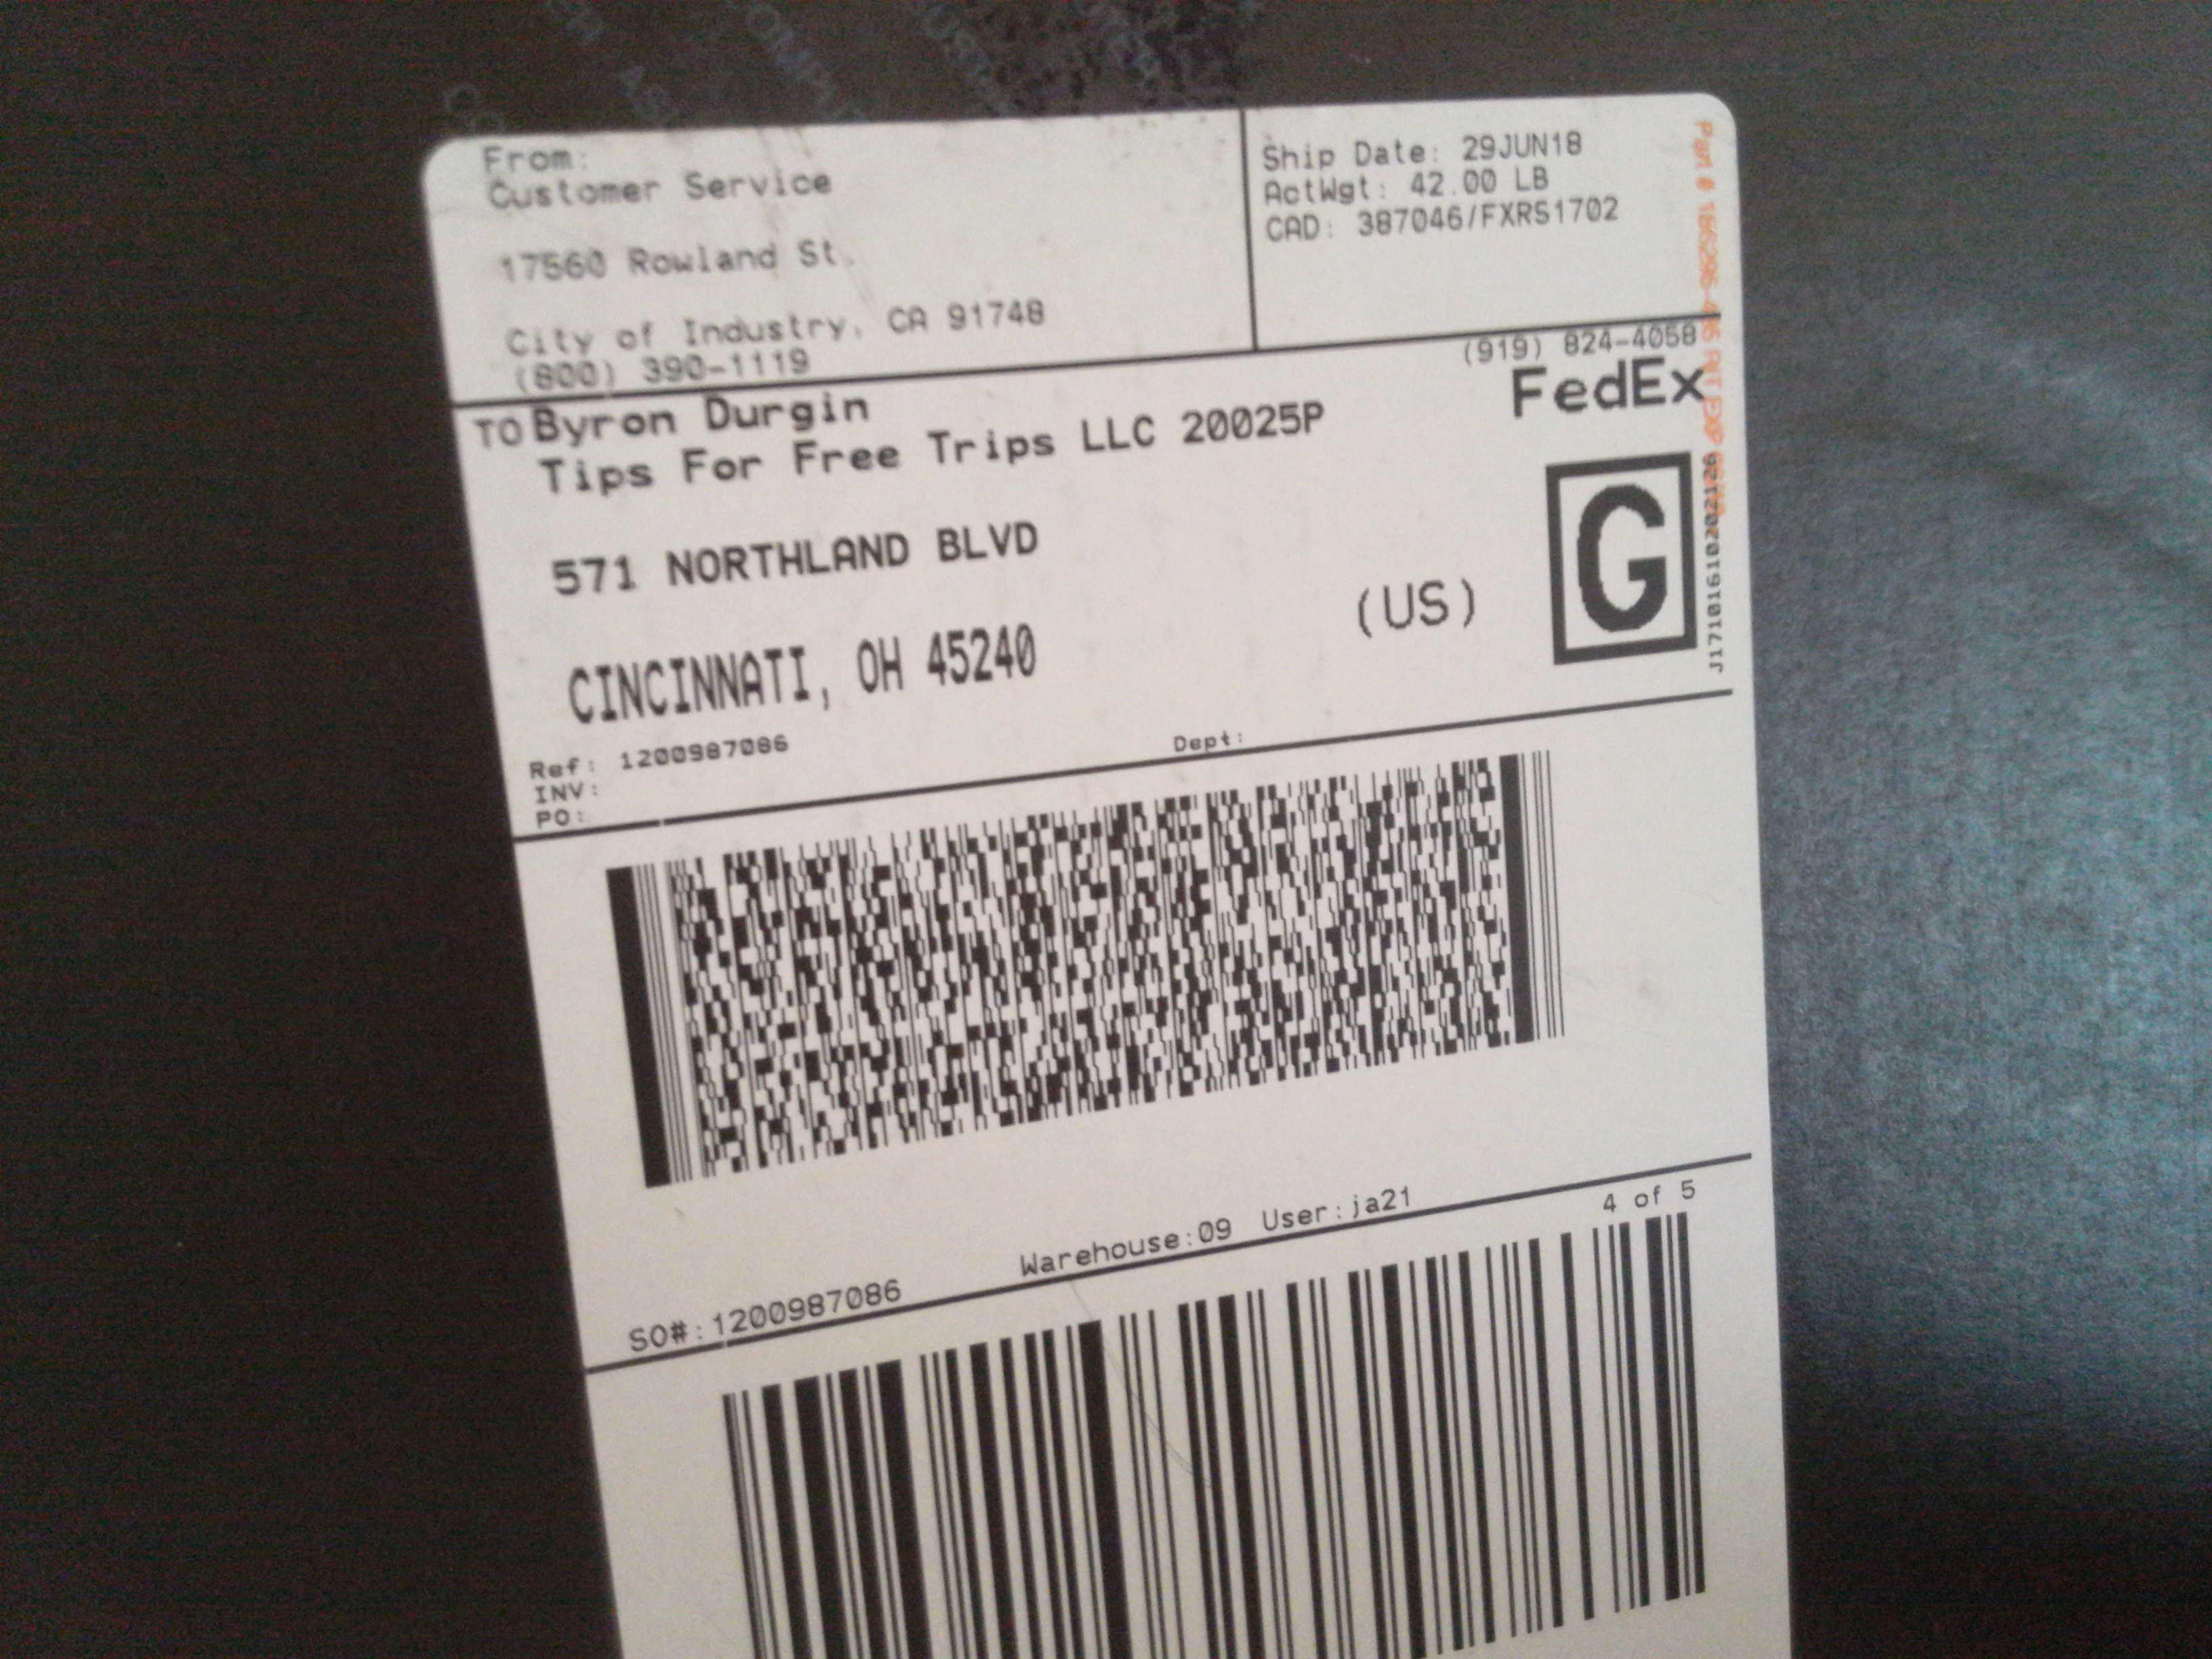 From:
Customer Service
17560 Rowland St.
City of Industry, CA 91748
(800) 390-1119
Ship Date: 29JUN18
ActWgt: 42.00 LB
CAD: 387046/FXRS1702
TO Byron Durgin
Tips For Free Trips LLC 20025P
571 NORTHLAND BLVD
CINCINNATI, OH 45240
(US)
(919) 824-4058
FedEx
G
Ref: 1200987086
INV:
PO:
Dept:
SO#:1200987086 Warehouse:09 User:ja21
4 of 5
Part #